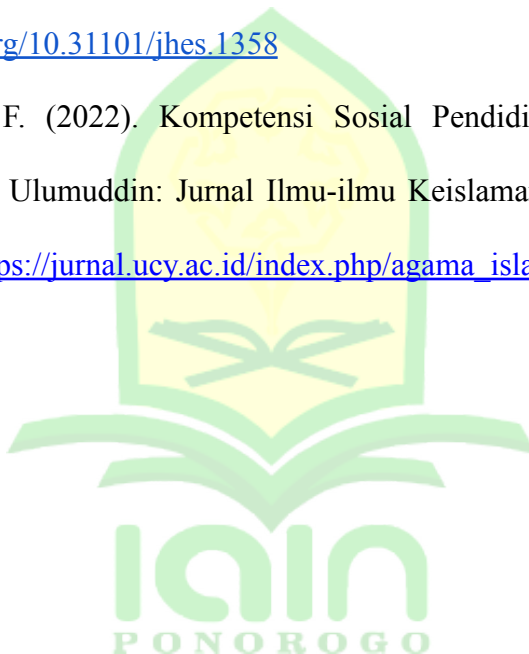 rg/10.31101/jhes.1358
F. (2022). Kompetensi Sosial Pendidi
Ulumuddin: Jurnal Ilmu-ilmu Keislama
ps://jurnal.ucy.ac.id/index.php/agama_isla
iain
PONOROGO